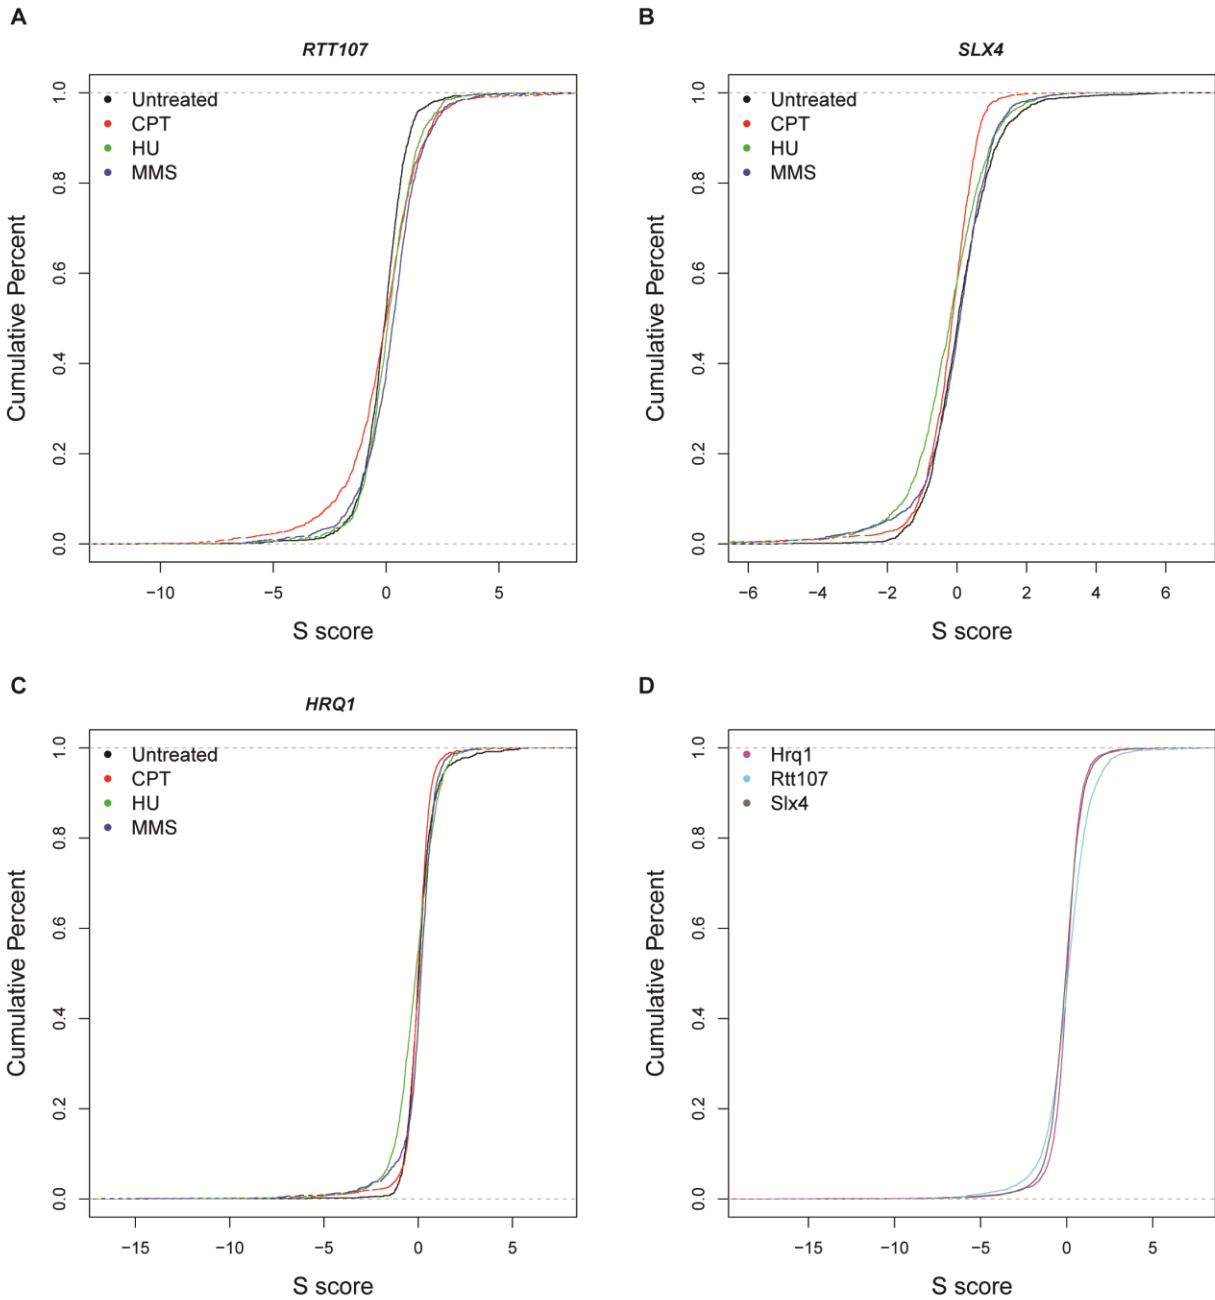 A
RTT107
Untreated
CPT
HU
MMS
Cumulative Percent
1.0
0.8
0.6
0.4
0.2
0.0
−10
−5
0
5
S score
B
SLX4
Untreated
CPT
HU
MMS
Cumulative Percent
1.0
0.8
0.6
0.4
0.2
0.0
−6
−4
−2
0
2
4
6
S score
C
HRQ1
Untreated
CPT
HU
MMS
Cumulative Percent
1.0
0.8
0.6
0.4
0.2
0.0
−15
−10
−5
0
5
S score
D
Hrq1
Rtt107
Slx4
Cumulative Percent
1.0
0.8
0.6
0.4
0.2
0.0
−15
−10
−5
0
5
S score